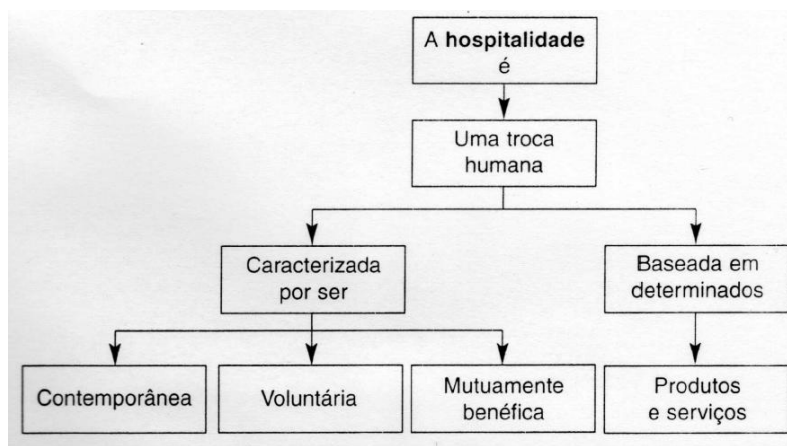 A hospitalidade
é
Uma troca
humana
Caracterizada
por ser
Baseada em
determinados
Contemporânea
Voluntária
Mutuamente
benéfica
Produtos
e serviços